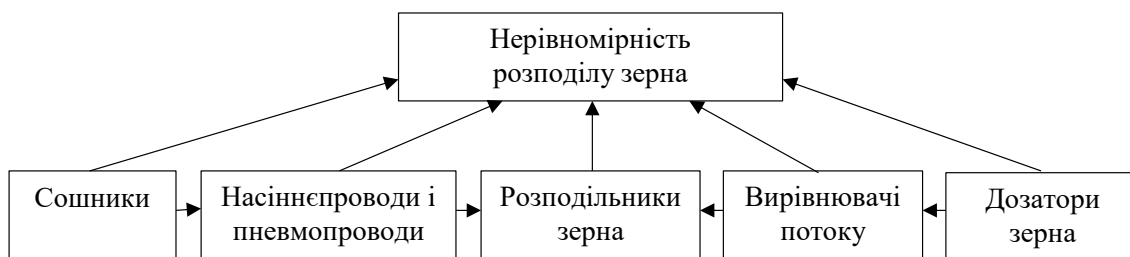 Нерівномірність
розподілу зерна
Сошники
Насіннєпроводи і
пневмопроводи
Розподільники
зерна
Вирівнювачі
потоку
Дозатори
зерна